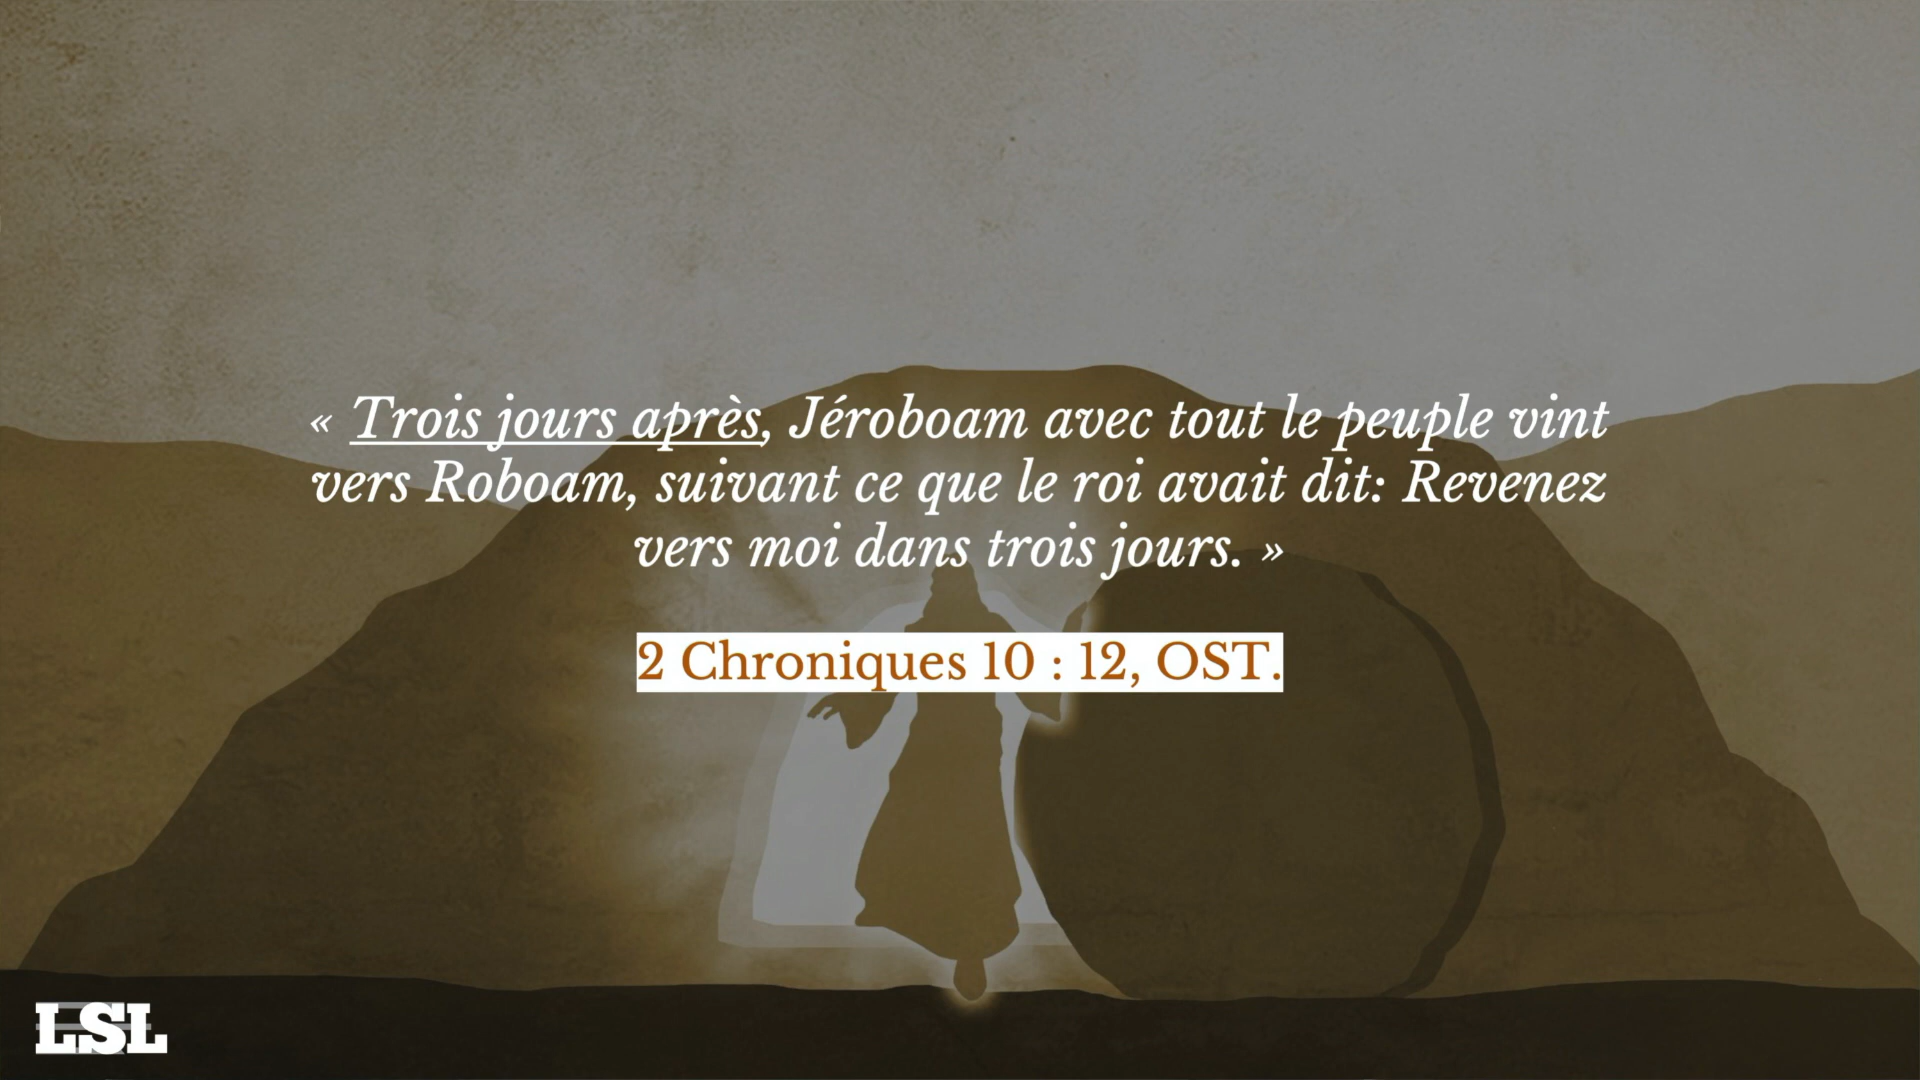 « Trois jours après, Jéroboam avec tout le peuple vint
vers Roboam, suivant ce que le roi avait dit: Revenez
vers moi dans trois jours. »
2 Chroniques 10 : 12, OST.
LSL